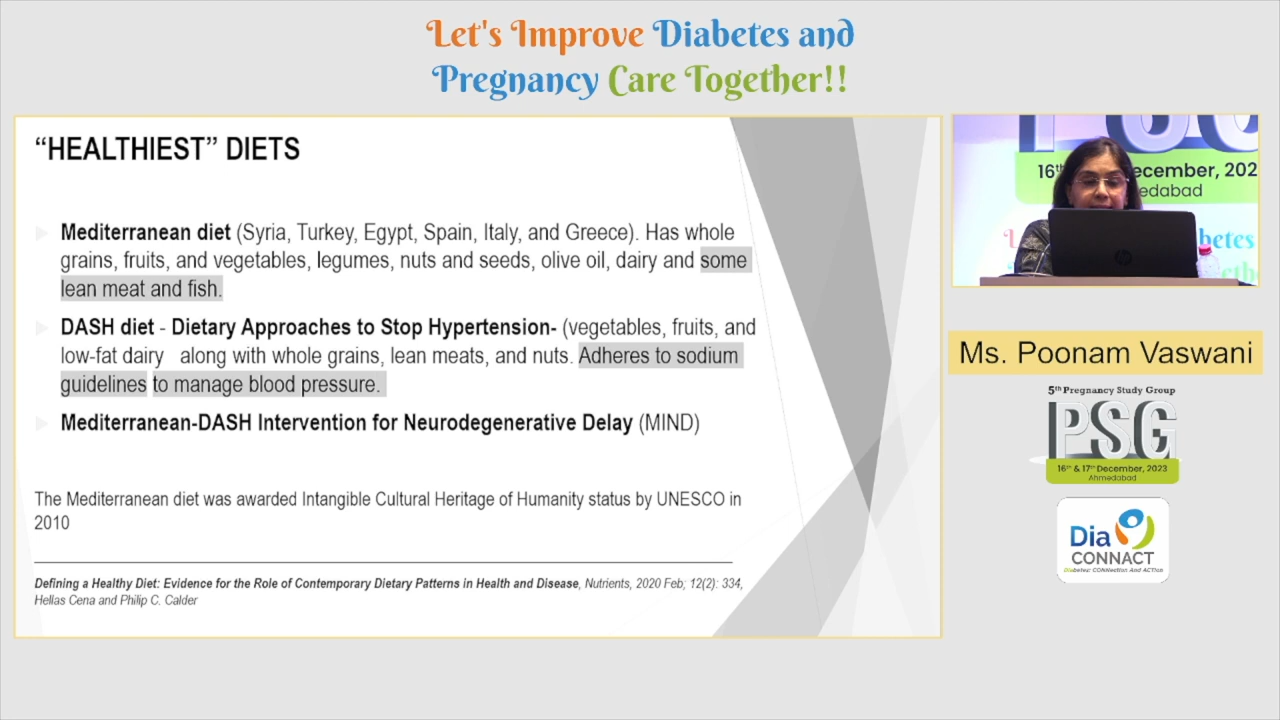 Let's Improve Diabetes and
Pregnancy Care Together!!
“HEALTHIEST” DIETS
Mediterranean diet (Syria, Turkey, Egypt, Spain, Italy, and Greece). Has whole
grains, fruits, and vegetables, legumes, nuts and seeds, olive oil, dairy and some
lean meat and fish.
DASH diet - Dietary Approaches to Stop Hypertension- (vegetables, fruits, and
low-fat dairy along with whole grains, lean meats, and nuts. Adheres to sodium
guidelines to manage blood pressure.
Mediterranean-DASH Intervention for Neurodegenerative Delay (MIND)
The Mediterranean diet was awarded Intangible Cultural Heritage of Humanity status by UNESCO in
2010
Defining a Healthy Diet: Evidence for the Role of Contemporary Dietary Patterns in Health and Disease, Nutrients, 2020 Feb; 12(2): 334,
Hellas Cena and Philip C. Calder
16th ecember, 202
edabad
betes
hp
Ms. Poonam Vaswani
5th Pregnancy Study Group
PSG
16th & 17th December, 2023
Ahmedabad
Dia
CONNACT
Diabetes: CONNection And ACTion